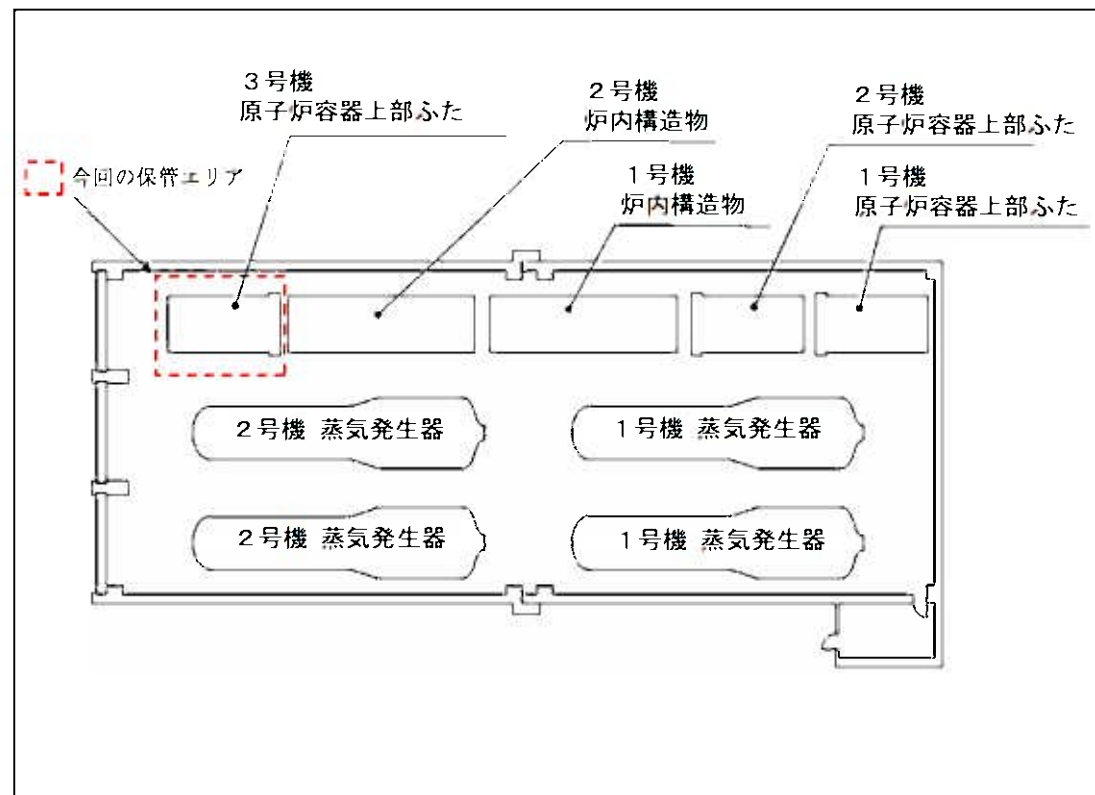 3号機
原子炉容器上部ふた
2号機
炉内構造物
2号機
原子炉容器上部ふた
今回の保管エリア
1号機
炉内構造物
1号機
原子炉容器上部ふた
2号機 蒸気発生器
1号機 蒸気発生器
2号機 蒸気発生器
1号機 蒸気発生器